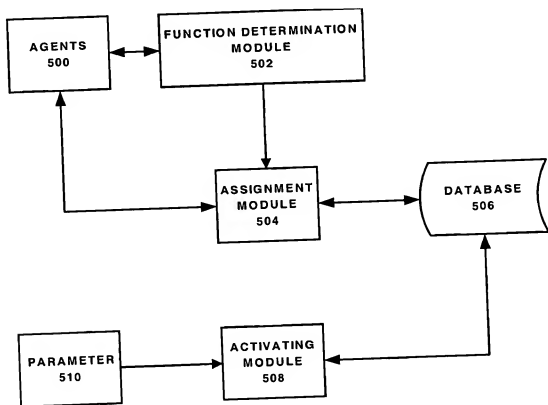 AGENTS
500
FUNCTION DETERMINATION
MODULE
502
ASSIGNMENT
MODULE
504
DATABASE
506
PARAMETER
510
ACTIVATING
MODULE
508